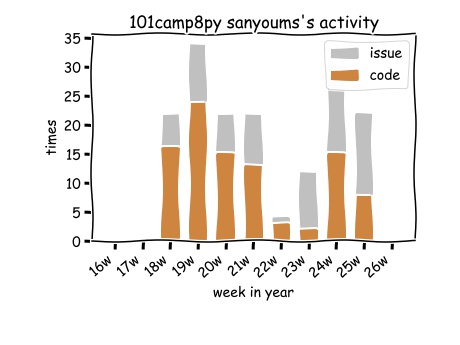 101camp8py sanyoums's activity
35
30
25
20
15
10
5
0
times
issue
code
16w 17w 18w 19w 20w 21w 22w 23w 24w 25w 26w
week in year